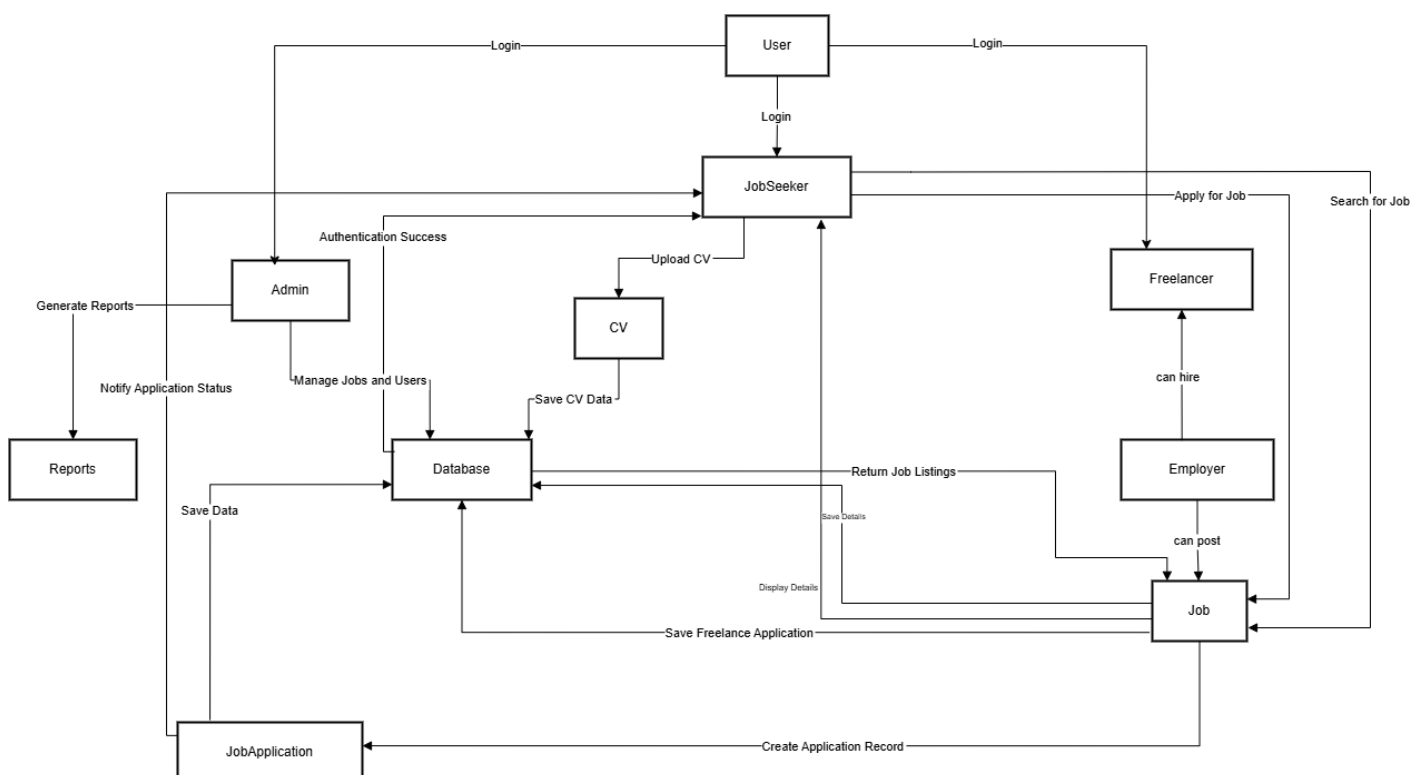 User
Login
Login
Login
JobSeeker
Apply for Job
Search for Job
Authentication Success
Upload CV
Admin
Freelancer
Generate Reports
CV
can hire
Notify Application Status
Manage Jobs and Users
Save CV Data
Reports
Database
Return Job Listings
Employer
Save Data
Save Details
can post
Display Details
Job
Save Freelance Application
JobApplication
Create Application Record